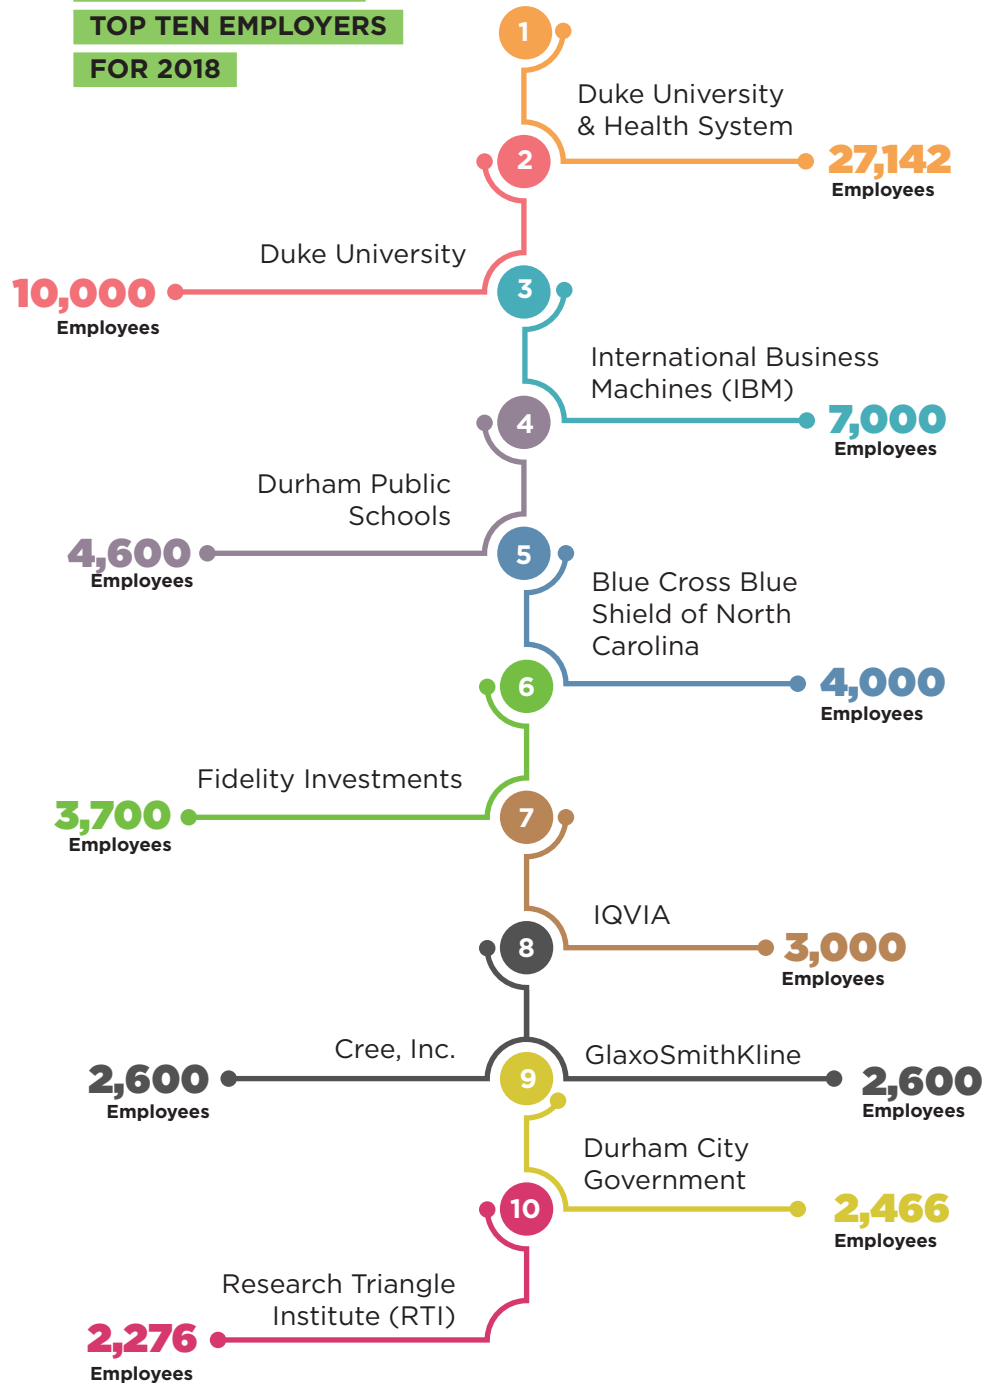 TOP TEN EMPLOYERS
FOR 2018
1
Duke University
& Health System
27,142
Employees
2
Duke University
10,000
Employees
3
International Business
Machines (IBM)
7,000
Employees
4
Durham Public
Schools
4,600
Employees
5
Blue Cross Blue
Shield of North
Carolina
4,000
Employees
6
Fidelity Investments
3,700
Employees
7
IQVIA
3,000
Employees
8
Cree, Inc.
2,600
Employees
GlaxoSmithKline
2,600
Employees
9
Durham City
Government
2,466
Employees
10
Research Triangle
Institute (RTI)
2,276
Employees